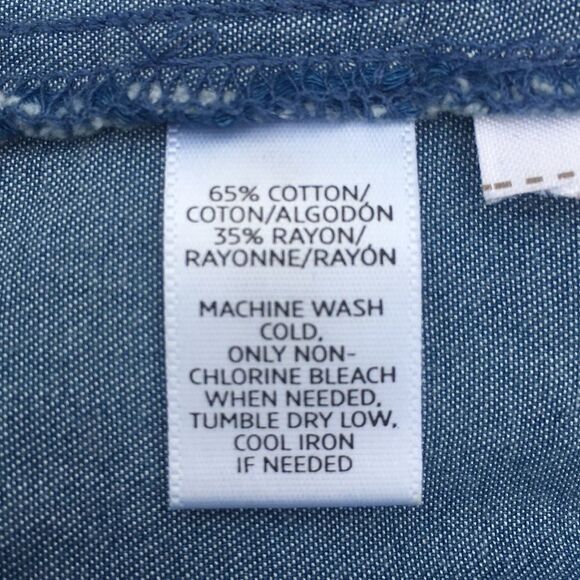 65% COTTON/
COTON/ALGODÓN
35% RAYON/
RAYONNE/RAYÓN
MACHINE WASH
COLD,
ONLY NON-
CHLORINE BLEACH
WHEN NEEDED,
TUMBLE DRY LOW,
COOL IRON
IF NEEDED